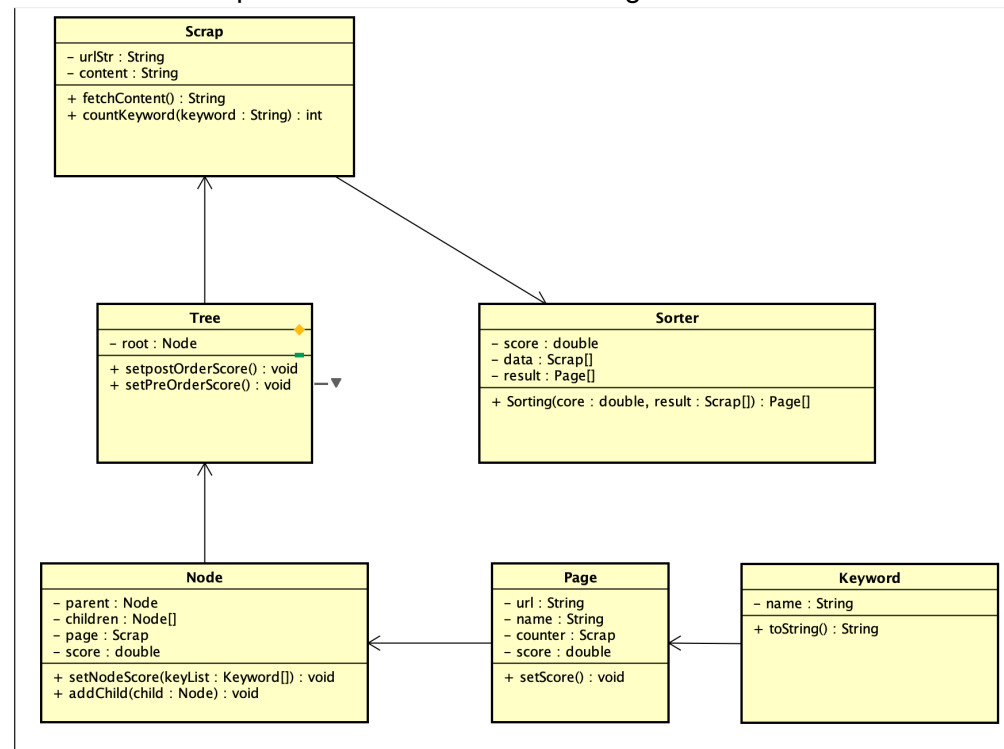 Scrap
– urlStr : String
– content : String
+ fetchContent() : String
+ countKeyword(keyword : String) : int
Tree
– root : Node
+ setpostOrderScore() : void
+ setPreOrderScore() : void
Sorter
– score : double
– data : Scrap[]
– result : Page[]
+ Sorting(core : double, result : Scrap[]) : Page[]
Node
– parent : Node
– children : Node[]
– page : Scrap
– score : double
+ setNodeScore(keyList : Keyword[]) : void
+ addChild(child : Node) : void
Page
– url : String
– name : String
– counter : Scrap
– score : double
+ setScore() : void
Keyword
– name : String
+ toString() : String